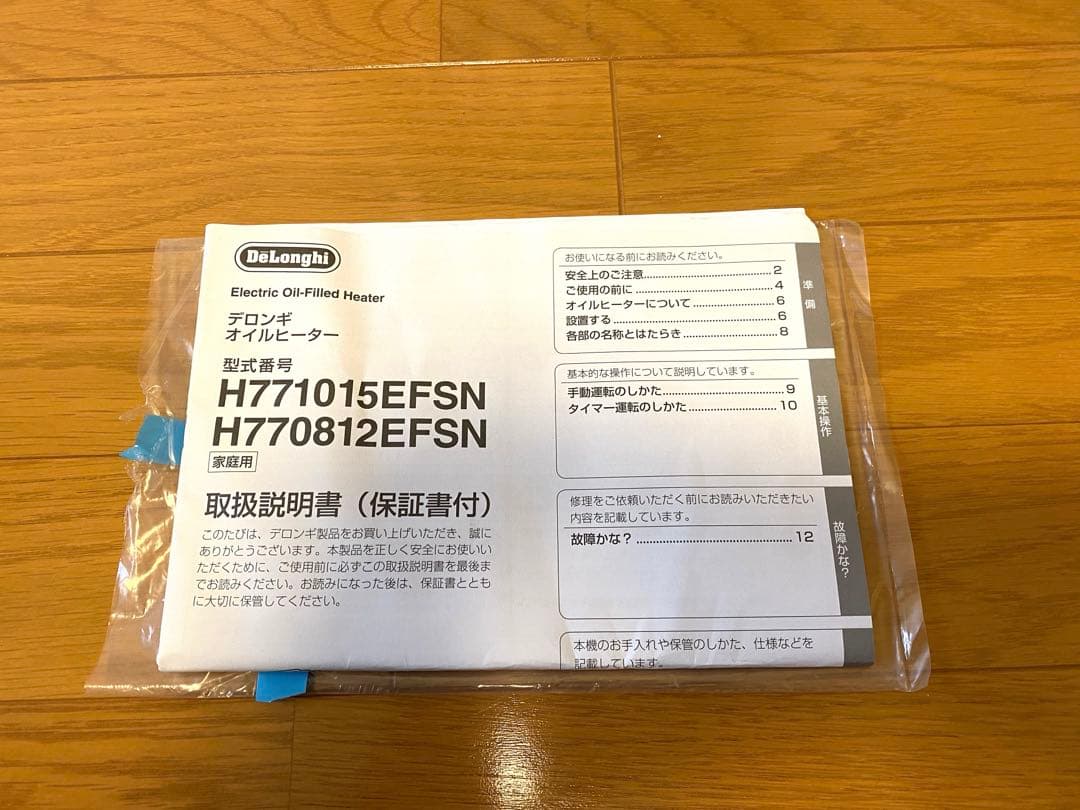 DeLonghi
Electric Oil-Filled Heater
デロンギ
オイルヒーター
型式番号
H771015EFSN
H770812EFSN
家庭用
取扱説明書（保証書付）
このたびは、デロンギ製品をお買い上げいただき、誠に
ありがとうございます。本製品を正しく安全にお使いい
ただくために、ご使用前に必ずこの取扱説明書を最後ま
でお読みください。お読みになった後は、保証書ととも
に大切に保管してください。
お使いになる前にお読みください。
安全上のご注意 2
ご使用の前に 4
オイルヒーターについて 6
設置する 6
各部の名称とはたらき 8
準備
基本的な操作について説明しています。
手動運転のしかた 9
タイマー運転のしかた 10
基本操作
修理をご依頼いただく前にお読みいただきたい
内容を記載しています。
故障かな？ 12
故障かな？
本機のお手入れや保管のしかた、仕様などを
記載しています。